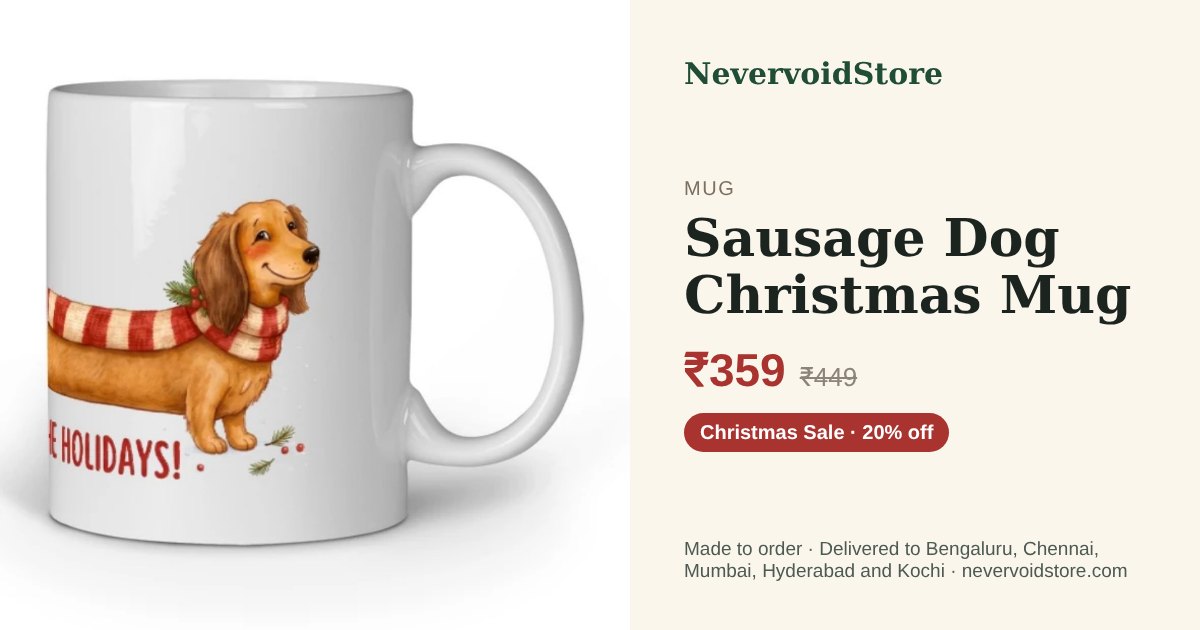 HOLIDAYS!
NevervoidStore
MUG
Sausage Dog
Christmas Mug
₹359 ₹449
Christmas Sale · 20% off
Made to order · Delivered to Bengaluru, Chennai,
Mumbai, Hyderabad and Kochi · nevervoidstore.com